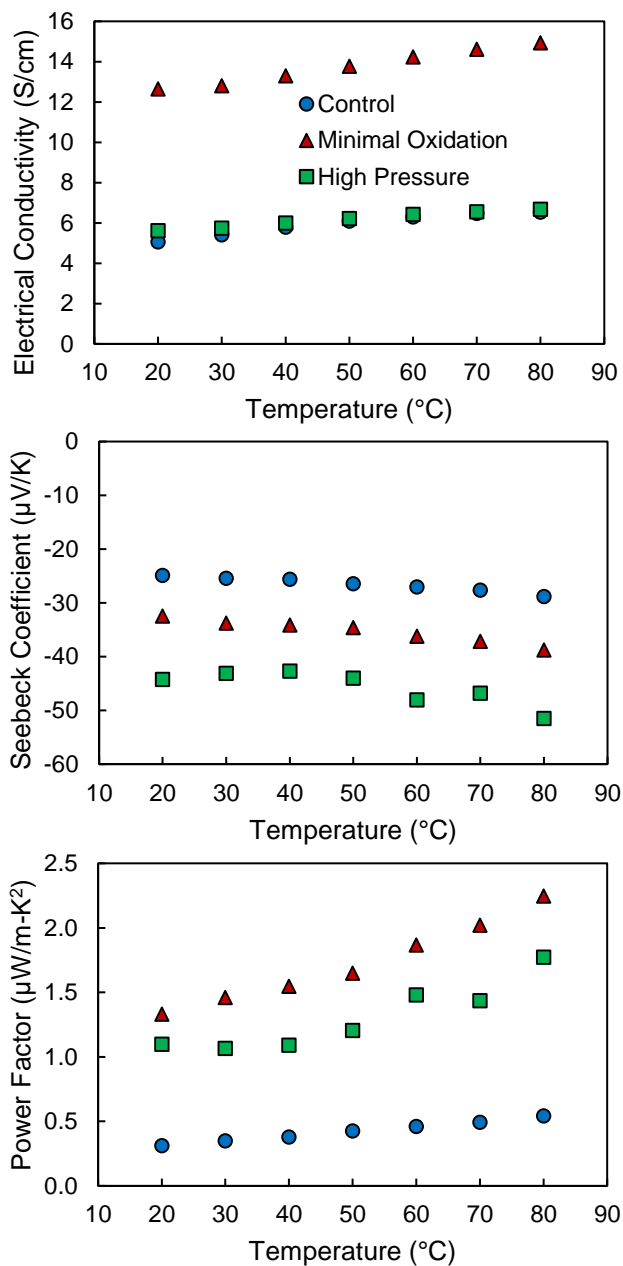 Electrical Conductivity (S/cm)
16
14
12
10
8
6
4
2
0
Control
Minimal Oxidation
High Pressure
10 20 30 40 50 60 70 80 90
Temperature (°C)
Seebeck Coefficient (µV/K)
-0
-10
-20
-30
-40
-50
-60
10 20 30 40 50 60 70 80 90
Temperature (°C)
Power Factor (µW/m-K²)
2.5
2.0
1.5
1.0
0.5
0.0
10 20 30 40 50 60 70 80 90
Temperature (°C)